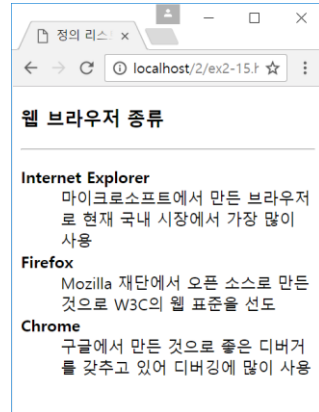 정의 리스
localhost/2/ex2-15.h
웹 브라우저 종류
Internet Explorer
마이크로소프트에서 만든 브라우저
로 현재 국내 시장에서 가장 많이
사용
Firefox
Mozilla 재단에서 오픈 소스로 만든
것으로 W3C의 웹 표준을 선도
Chrome
구글에서 만든 것으로 좋은 디버거
를 갖추고 있어 디버깅에 많이 사용